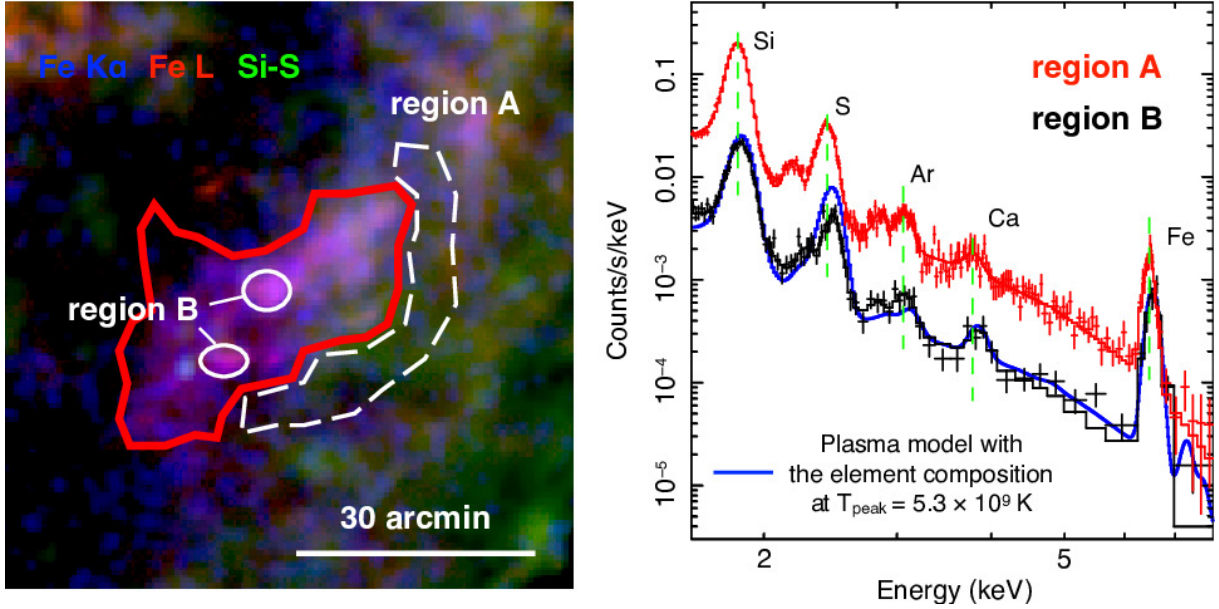 Fe Kα Fe L Si-S
region A
region B
30 arcmin
Si
S
Ar
Ca
Fe
region A
region B
Counts/s/keV
0.1
0.01
10⁻³
10⁻⁴
10⁻⁵
Plasma model with
the element composition
at T_peak = 5.3 × 10⁹ K
2
5
Energy (keV)